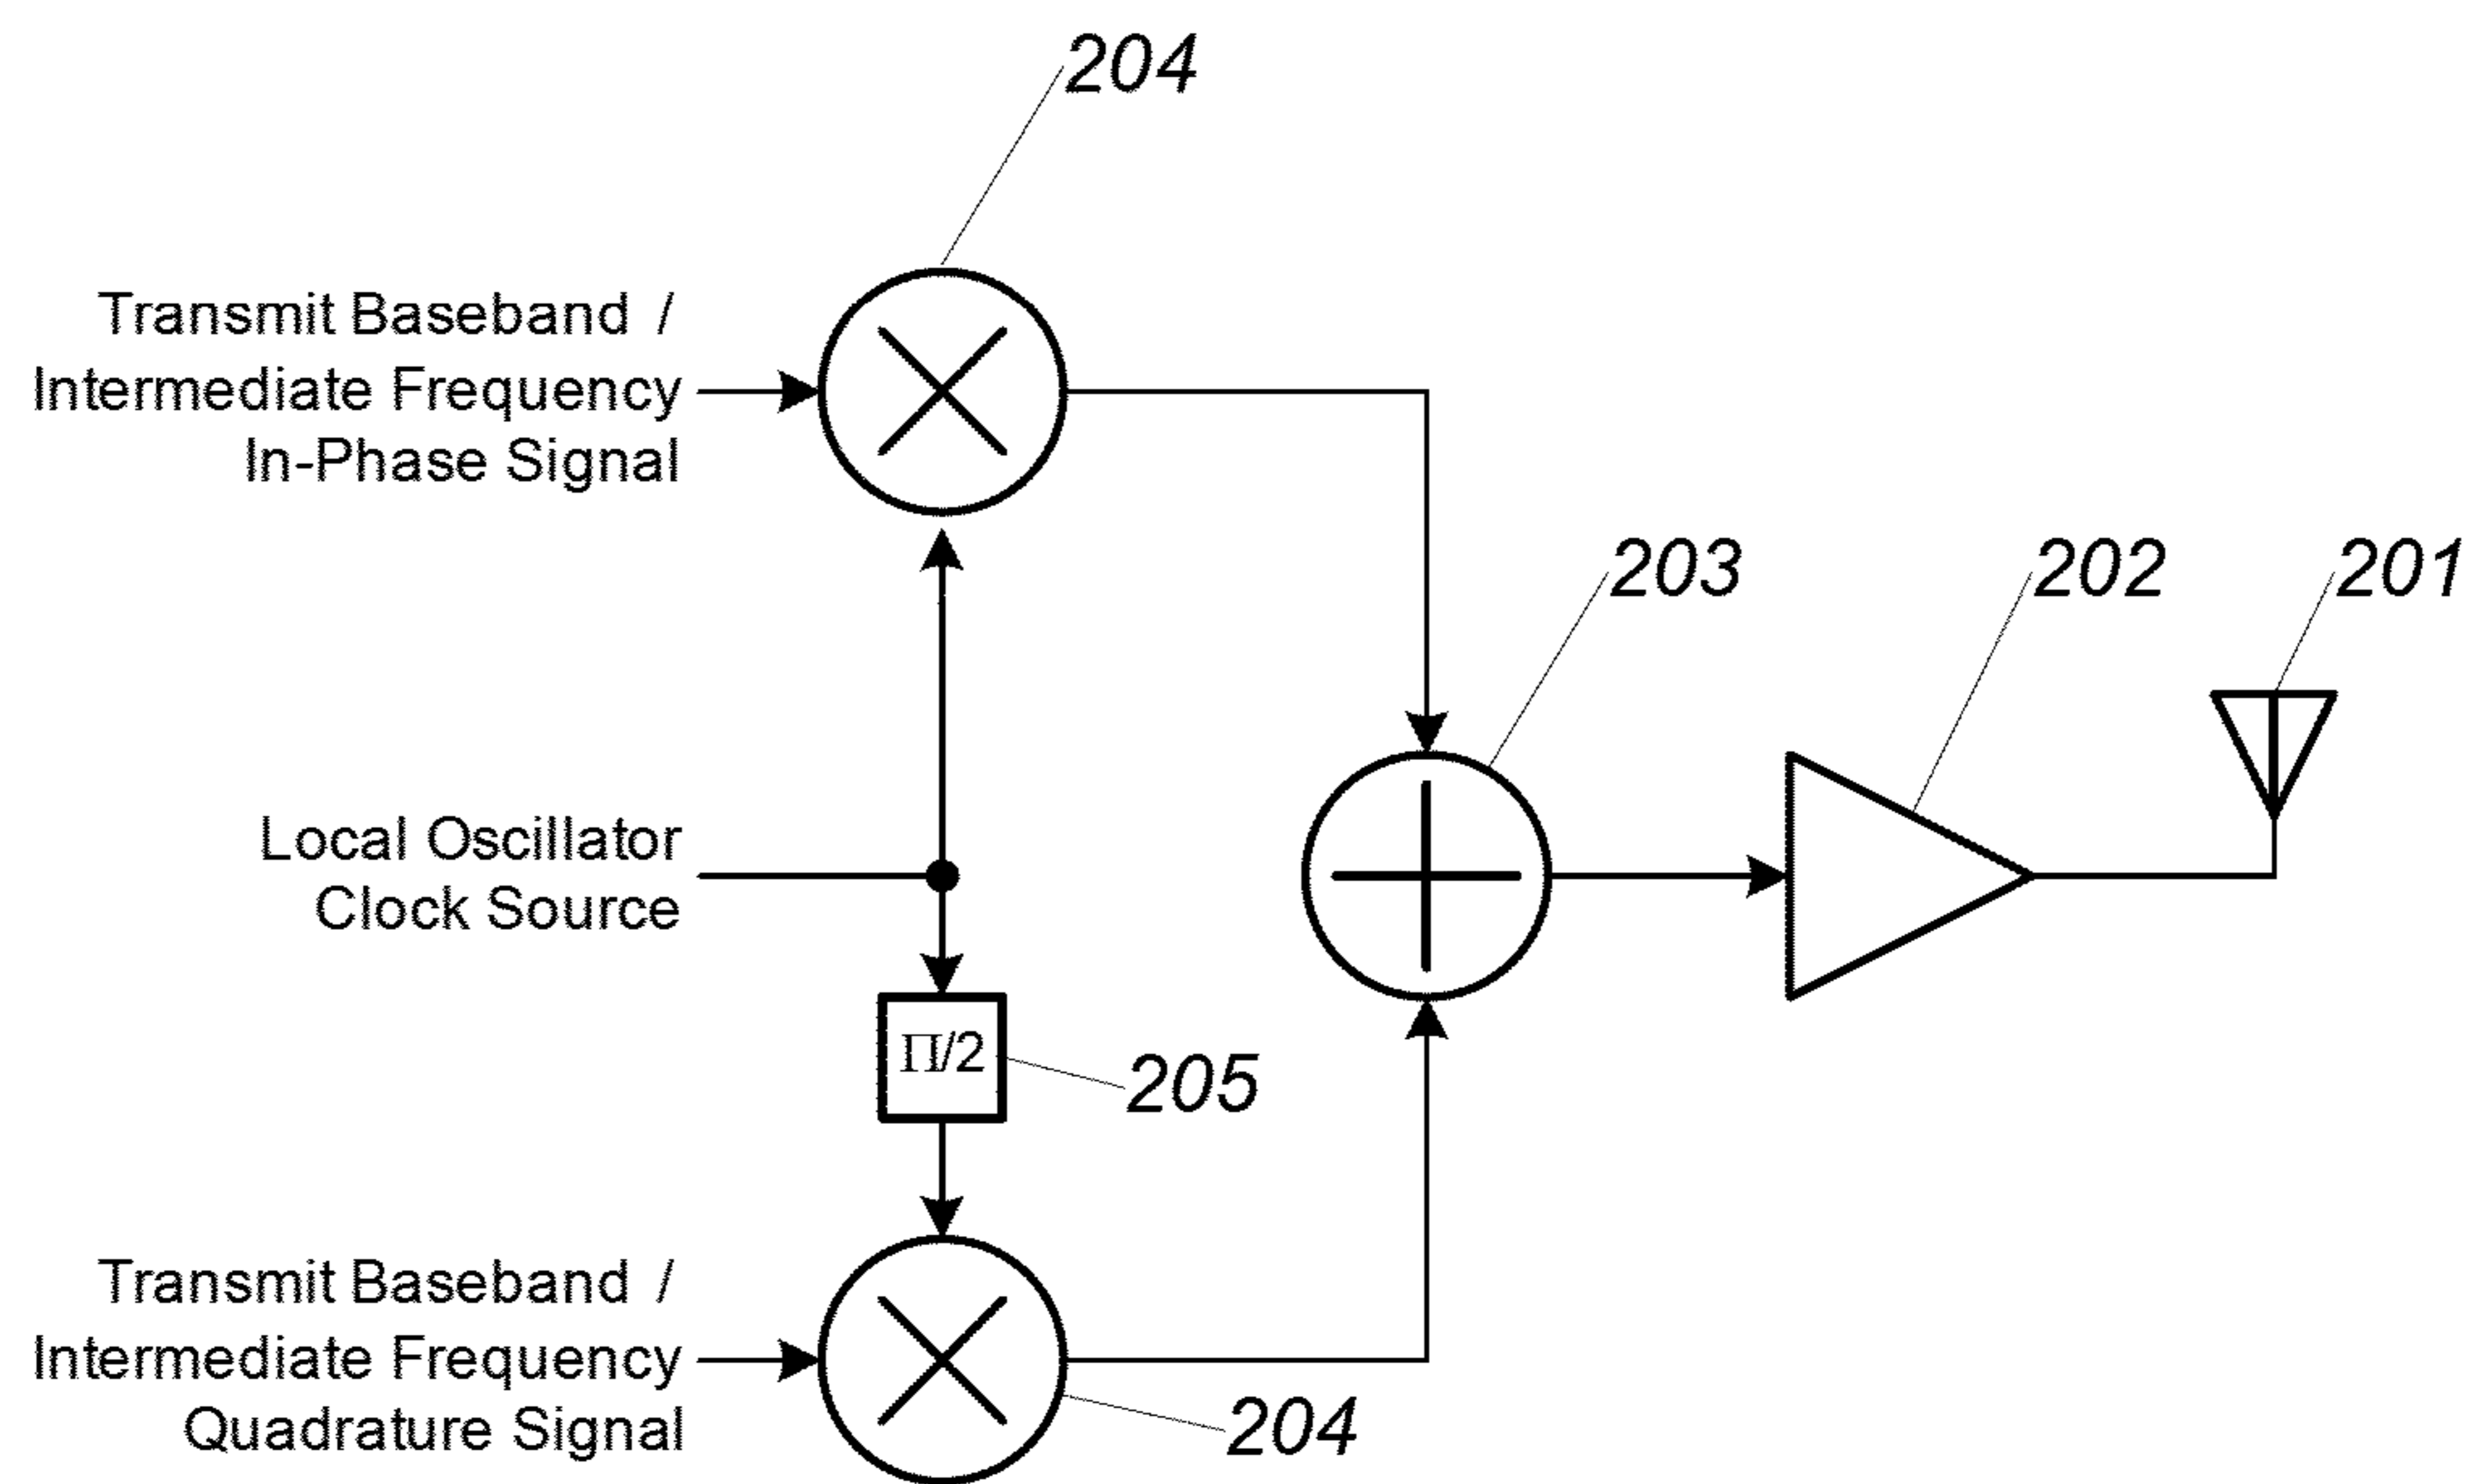 204
Transmit Baseband /
Intermediate Frequency
In-Phase Signal
203
202
201
Local Oscillator
Clock Source
Π/2
205
Transmit Baseband /
Intermediate Frequency
Quadrature Signal
204